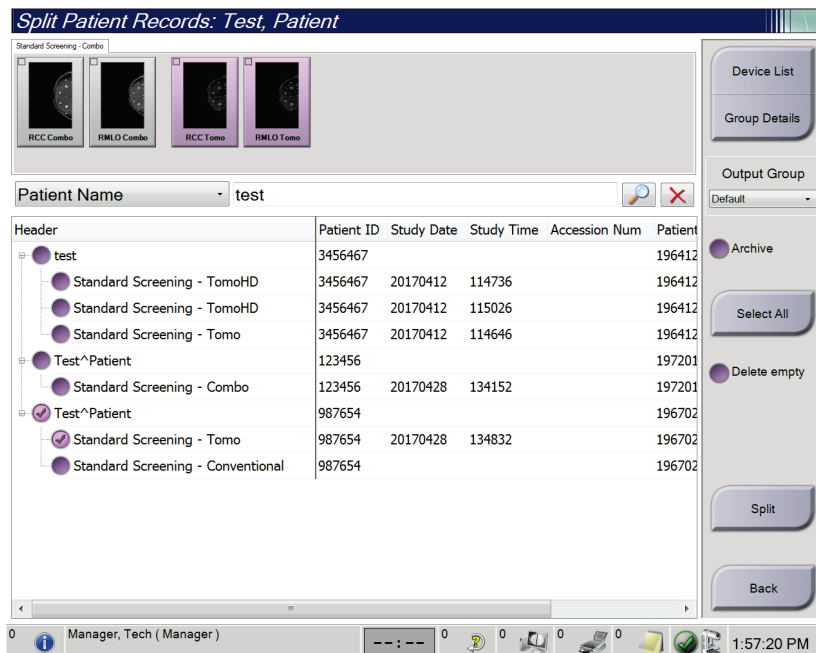 Split Patient Records: Test, Patient
Standard Screening - Combo
RCC Combo
RMLO Combo
RCC Tomo
RMLO Tomo
Device List
Group Details
Output Group
Default
Archive
Select All
Delete empty
Split
Back
Patient Name test
Header Patient ID Study Date Study Time Accession Num Patient
test 3456467 196412
Standard Screening - TomoHD 3456467 20170412 114736 196412
Standard Screening - TomoHD 3456467 20170412 115026 196412
Standard Screening - Tomo 3456467 20170412 114646 196412
Test^Patient 123456 197201
Standard Screening - Combo 123456 20170428 134152 197201
Test^Patient 987654 196702
Standard Screening - Tomo 987654 20170428 134832 196702
Standard Screening - Conventional 987654 196702
0 Manager, Tech ( Manager ) --:-- 0 0 0 0 1:57:20 PM